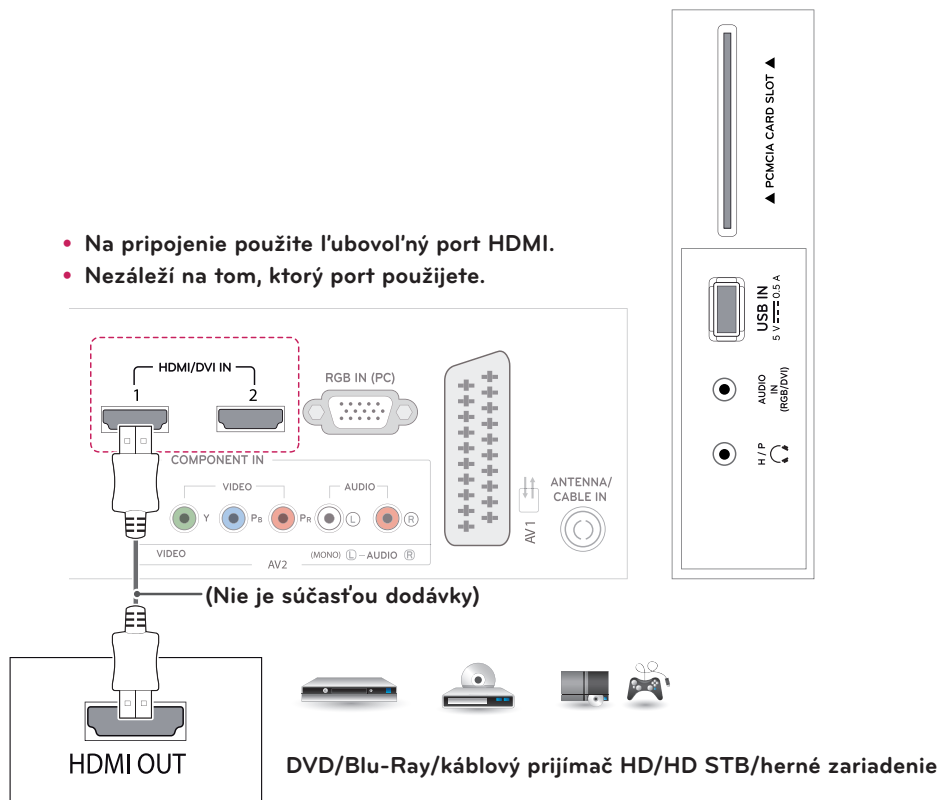 • Na pripojenie použite ľubovoľný port HDMI.
• Nezáleží na tom, ktorý port použijete.
HDMI/DVI IN
1 2
RGB IN (PC)
COMPONENT IN
VIDEO AUDIO
Y PB PR L R
VIDEO (MONO) L – AUDIO R
AV2
AV1
ANTENNA/
CABLE IN
(Nie je súčasťou dodávky)
HDMI OUT
DVD/Blu-Ray/káblový prijímač HD/HD STB/herné zariadenie
▲ PCMCIA CARD SLOT ▲
USB IN
5 V 0.5 A
AUDIO
IN
(RGB/DVI)
H / P